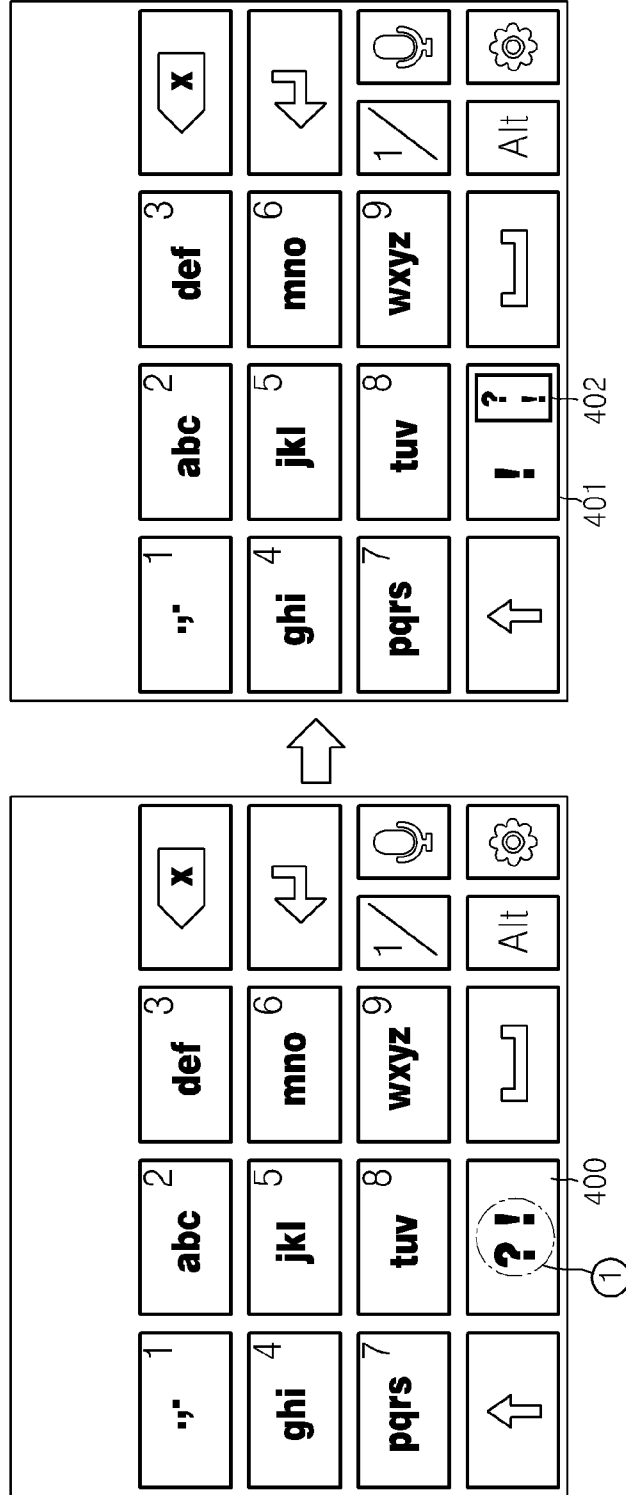 .,' 1 abc 2 def 3 x
ghi 4 jkl 5 mno 6
pqrs 7 tuv 8 wxyz 9 1/
?! Alt
① 400
.,' 1 abc 2 def 3 x
ghi 4 jkl 5 mno 6
pqrs 7 tuv 8 wxyz 9 1/
! ? ! Alt
401 402